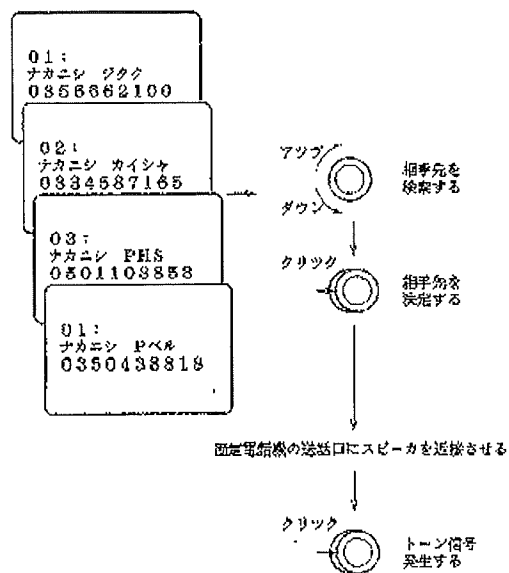 01:
ナカニシ ジタク
0356662100
02:
ナカニシ カイシャ
0334587165
03:
ナカニシ PHS
0501103858
01:
ナカニシ Pベル
0350438818
アップ
ダウン
相手先を
検索する
クリック
相手先を
決定する
固定電話機の送話口にスピーカを近接させる
クリック
トーン信号
発生する